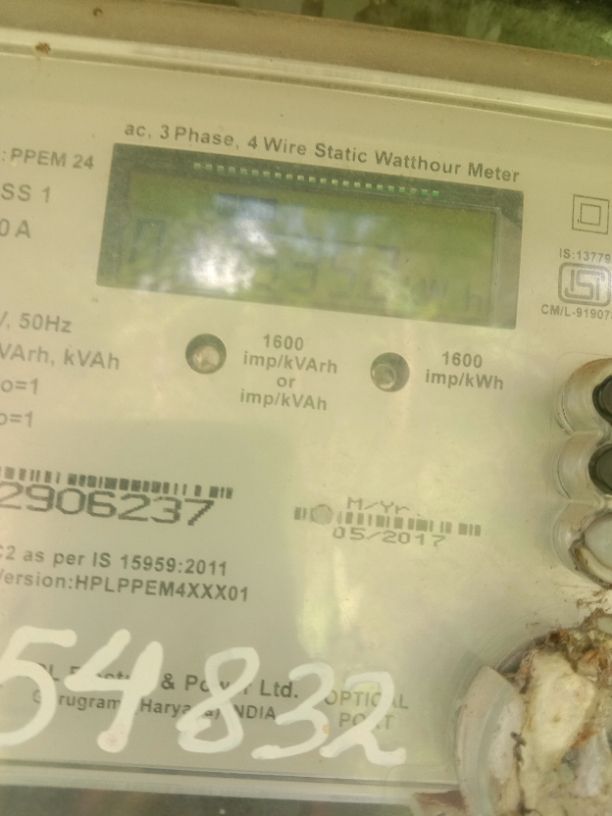 ac, 3 Phase, 4 Wire Static Watthour Meter
: PPEM 24
SS 1
0 A
IS:13779
ISI
CM/L-91907
, 50Hz
VArh, kVAh
o=1
o=1
1600
imp/kVArh
or
imp/kVAh
1600
imp/kWh
kWh
2906237
M/Yr.
05/2017
C2 as per IS 15959:2011
Version:HPLPPEM4XXX01
54832
& Power Ltd.
(Haryana) INDIA
OPTICAL
PORT